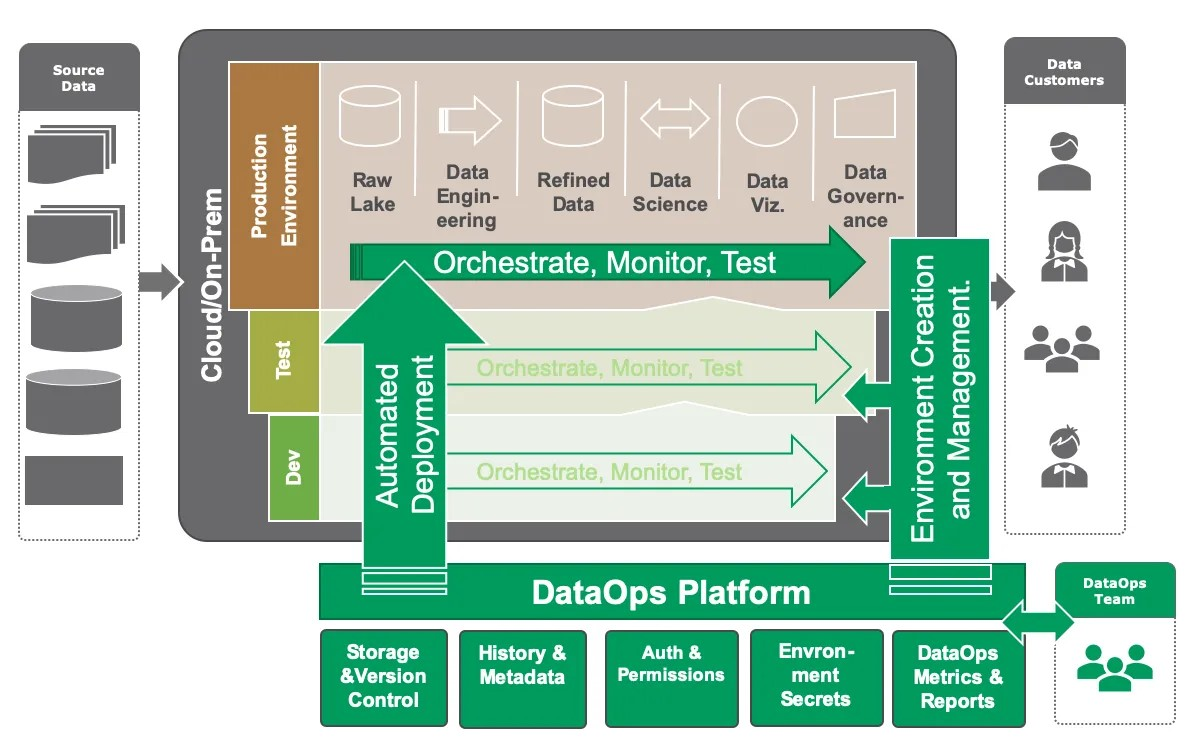 Source
Data
Cloud/On-Prem
Production
Environment
Raw
Lake
Data
Engin-
eering
Refined
Data
Data
Science
Data
Viz.
Data
Govern-
ance
Orchestrate, Monitor, Test
Test
Orchestrate, Monitor, Test
Dev
Orchestrate, Monitor, Test
Automated
Deployment
Environment Creation
and Management.
Data
Customers
DataOps Platform
Storage
&Version
Control
History &
Metadata
Auth &
Permissions
Envron-
ment
Secrets
DataOps
Metrics &
Reports
DataOps
Team